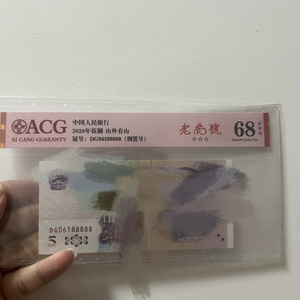 ACG
AI CANG GUARANTY
中国人民银行
2020年伍圆 山外有山
冠号: DG06188888 (倒置号)
老虎號
☆☆☆
68 EPQ
Superb Gem Unc
DG06188888
5